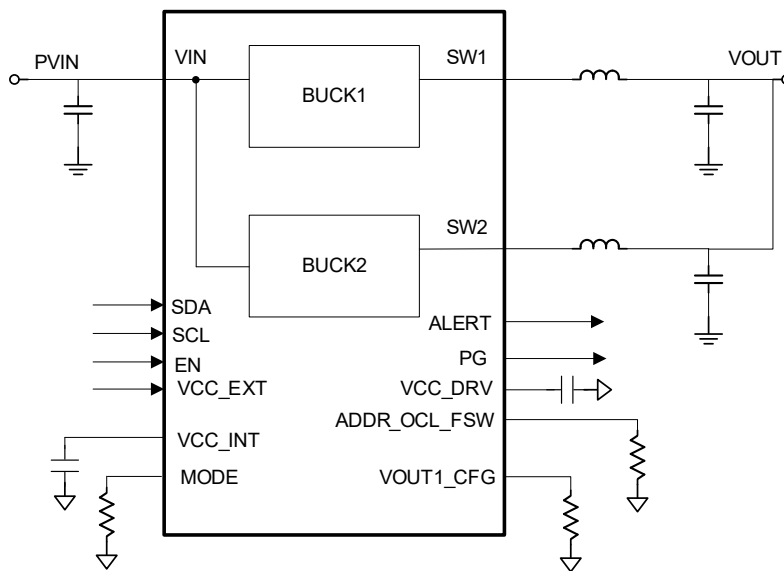 PVIN
VIN
BUCK1
SW1
VOUT
BUCK2
SW2
SDA
SCL
EN
VCC_EXT
VCC_INT
MODE
ALERT
PG
VCC_DRV
ADDR_OCL_FSW
VOUT1_CFG